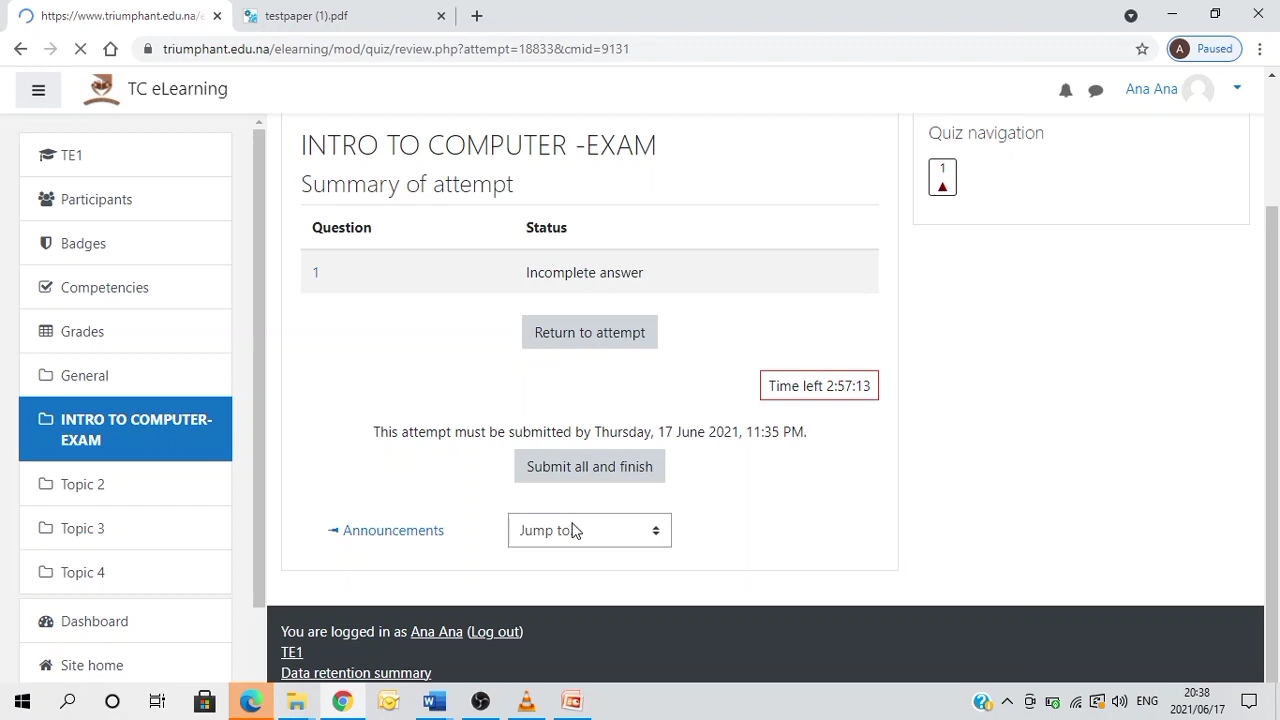 https://www.triumphant.edu.na/e
testpaper (1).pdf
triumphant.edu.na/elearning/mod/quiz/review.php?attempt=18833&cmid=9131
A Paused
TC eLearning
Ana Ana
TE1
Participants
Badges
Competencies
Grades
General
INTRO TO COMPUTER-
EXAM
Topic 2
Topic 3
Topic 4
Dashboard
Site home
INTRO TO COMPUTER -EXAM
Summary of attempt
Question Status
1 Incomplete answer
Return to attempt
Time left 2:57:13
This attempt must be submitted by Thursday, 17 June 2021, 11:35 PM.
Submit all and finish
Announcements
Jump to
Quiz navigation
1
You are logged in as Ana Ana (Log out)
TE1
Data retention summary
ENG
20:38
2021/06/17